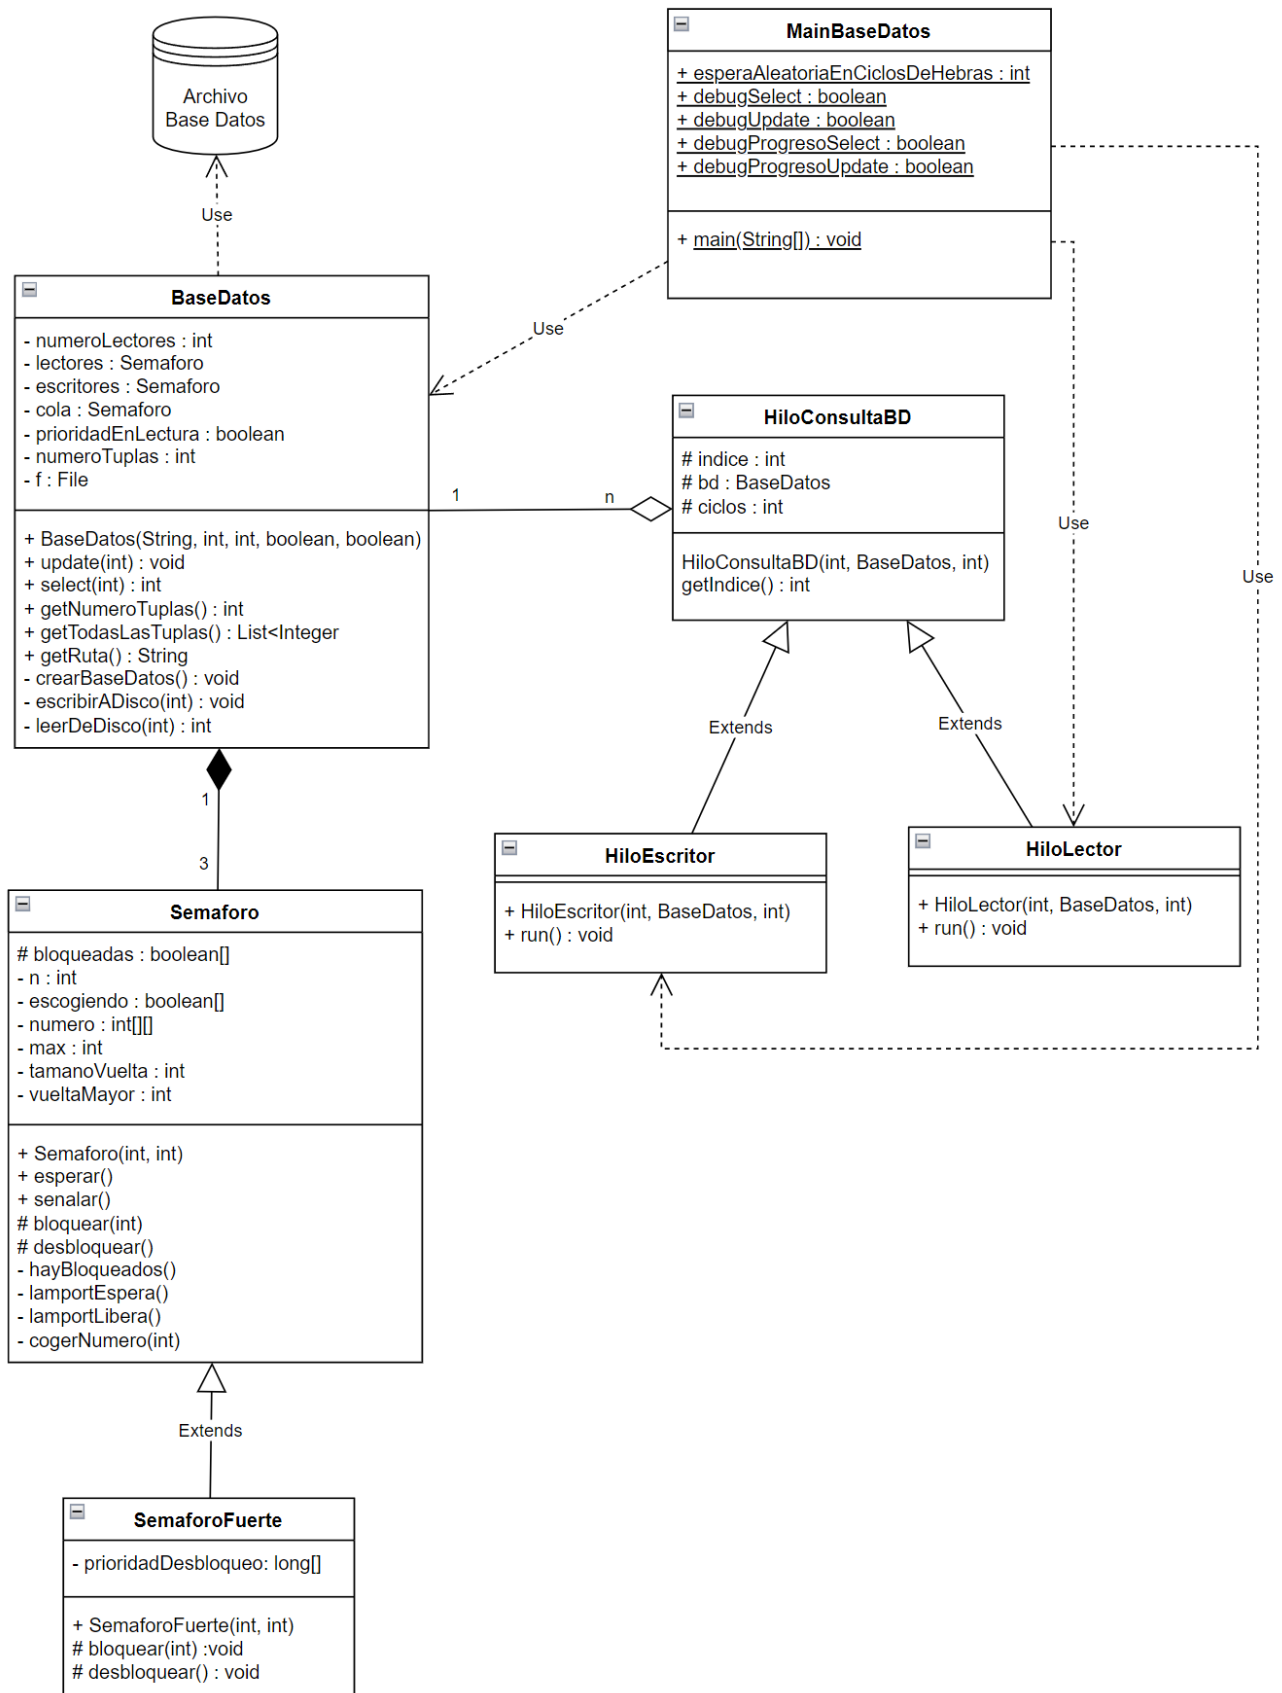 Archivo
Base Datos
Use
MainBaseDatos
+ esperaAleatoriaEnCiclosDeHebras : int
+ debugSelect : boolean
+ debugUpdate : boolean
+ debugProgresoSelect : boolean
+ debugProgresoUpdate : boolean
+ main(String[]) : void
Use
BaseDatos
- numeroLectores : int
- lectores : Semaforo
- escritores : Semaforo
- cola : Semaforo
- prioridadEnLectura : boolean
- numeroTuplas : int
- f : File
+ BaseDatos(String, int, int, boolean, boolean)
+ update(int) : void
+ select(int) : int
+ getNumeroTuplas() : int
+ getTodasLasTuplas() : List<Integer
+ getRuta() : String
- crearBaseDatos() : void
- escribirADisco(int) : void
- leerDeDisco(int) : int
1
n
HiloConsultaBD
# indice : int
# bd : BaseDatos
# ciclos : int
HiloConsultaBD(int, BaseDatos, int)
getIndice() : int
Use
Use
Extends
Extends
HiloEscritor
+ HiloEscritor(int, BaseDatos, int)
+ run() : void
HiloLector
+ HiloLector(int, BaseDatos, int)
+ run() : void
1
3
Semaforo
# bloqueadas : boolean[]
- n : int
- escogiendo : boolean[]
- numero : int[][]
- max : int
- tamanoVuelta : int
- vueltaMayor : int
+ Semaforo(int, int)
+ esperar()
+ senalar()
# bloquear(int)
# desbloquear()
- hayBloqueados()
- lamportEspera()
- lamportLibera()
- cogerNumero(int)
Extends
SemaforoFuerte
- prioridadDesbloqueo: long[]
+ SemaforoFuerte(int, int)
# bloquear(int) :void
# desbloquear() : void